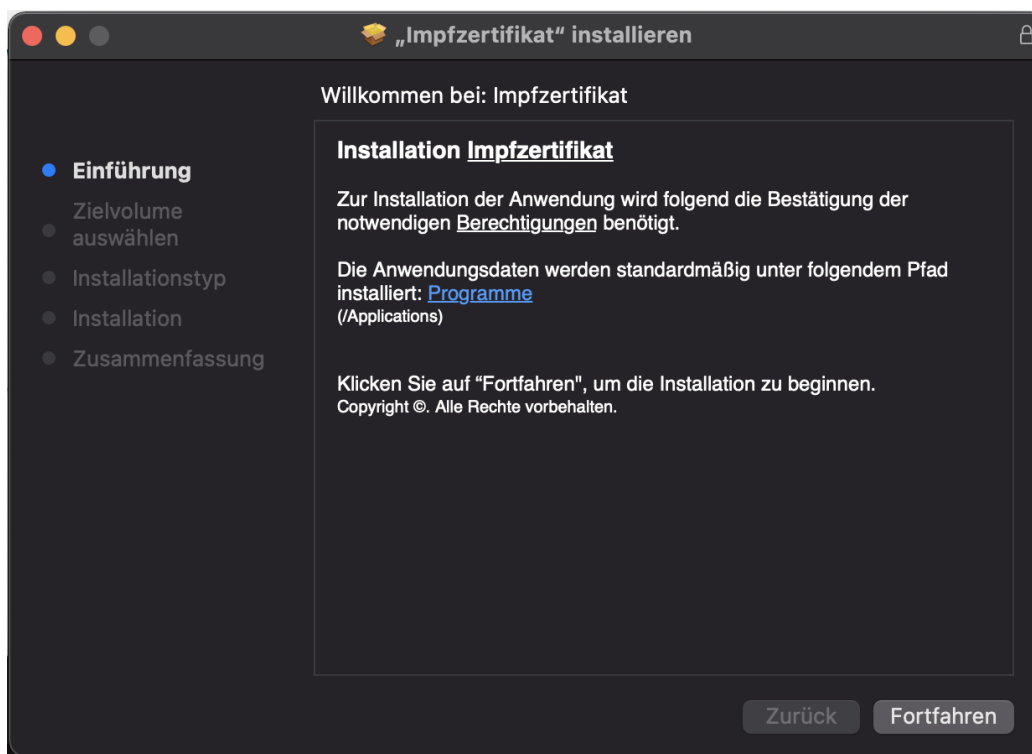 „Impfzertifikat“ installieren
Willkommen bei: Impfzertifikat
Einführung
Zielvolume
auswählen
Installationstyp
Installation
Zusammenfassung
Installation Impfzertifikat
Zur Installation der Anwendung wird folgend die Bestätigung der
notwendigen Berechtigungen benötigt.
Die Anwendungsdaten werden standardmäßig unter folgendem Pfad
installiert: Programme
(/Applications)
Klicken Sie auf “Fortfahren", um die Installation zu beginnen.
Copyright ©. Alle Rechte vorbehalten.
Zurück
Fortfahren